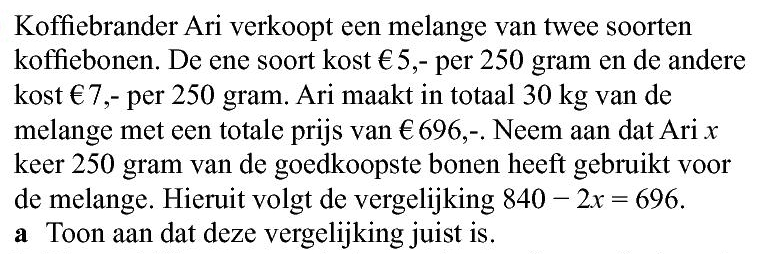 Koffiebrander Ari verkoopt een melange van twee soorten
koffiebonen. De ene soort kost € 5,- per 250 gram en de andere
kost € 7,- per 250 gram. Ari maakt in totaal 30 kg van de
melange met een totale prijs van € 696,-. Neem aan dat Ari x
keer 250 gram van de goedkoopste bonen heeft gebruikt voor
de melange. Hieruit volgt de vergelijking 840 − 2x = 696.
a Toon aan dat deze vergelijking juist is.